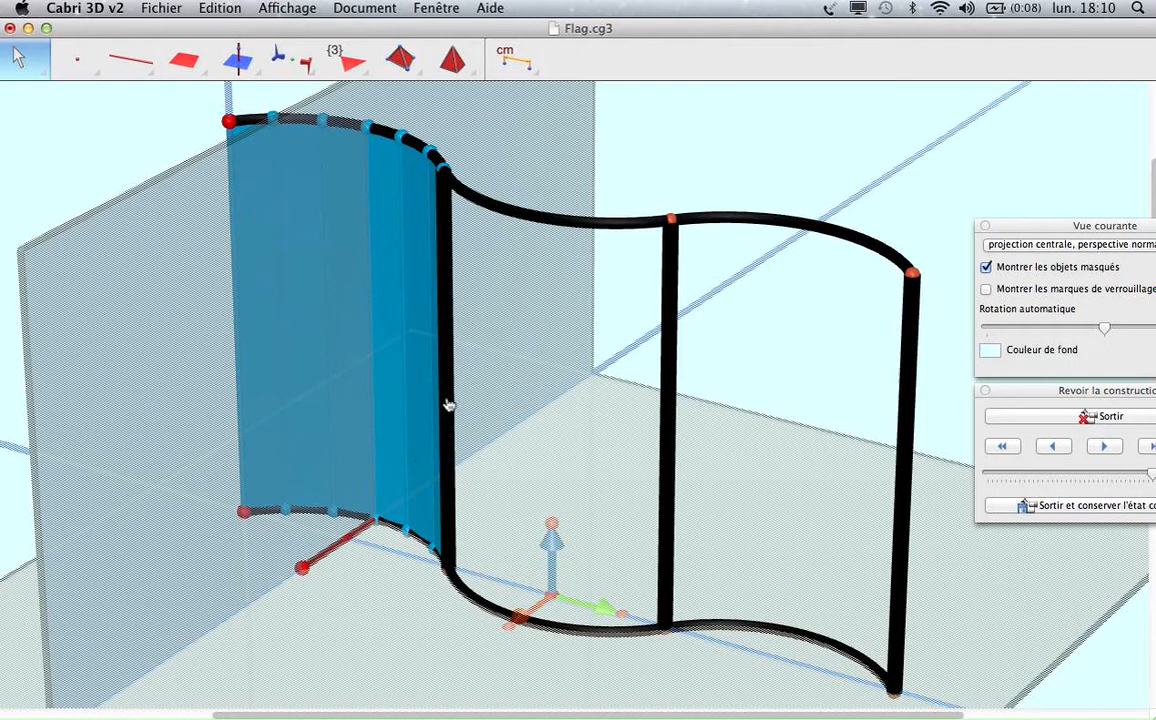 Cabri 3D v2 Fichier Edition Affichage Document Fenêtre Aide (0:08) lun. 18:10
Flag.cg3
{3} cm
Vue courante
projection centrale, perspective norma
Montrer les objets masqués
Montrer les marques de verrouillage
Rotation automatique
Couleur de fond
Revoir la constructio
Sortir
Sortir et conserver l'état co